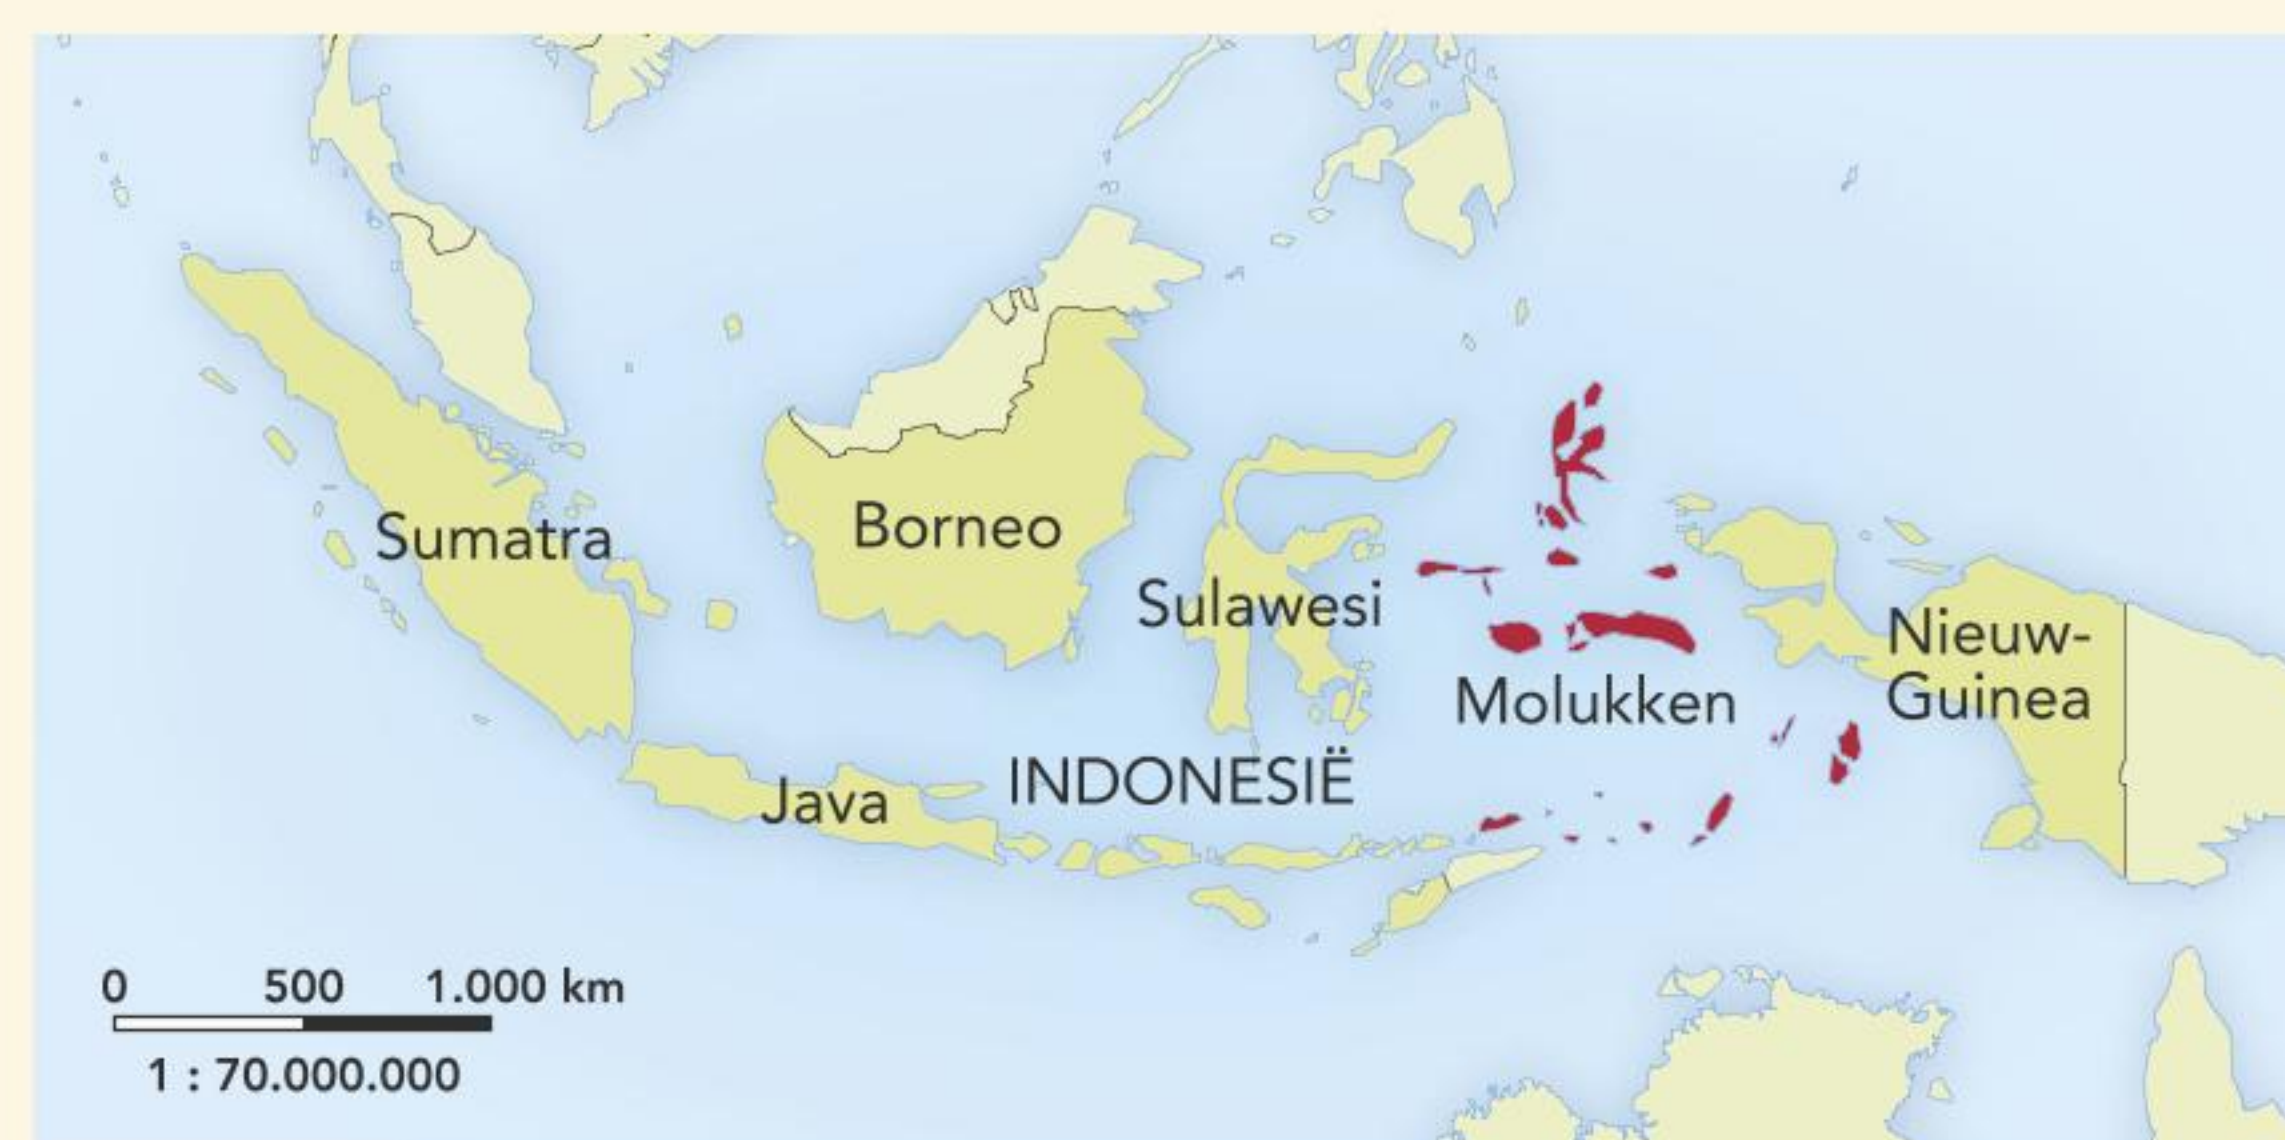 Sumatra
Borneo
Sulawesi
Molukken
Nieuw-
Guinea
Java
INDONESIË
0 500 1.000 km
1 : 70.000.000